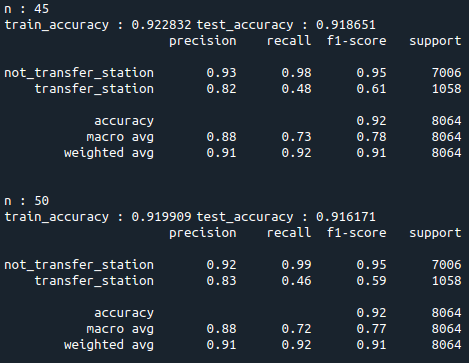 n : 45
train_accuracy : 0.922832 test_accuracy : 0.918651
precision recall f1-score support
not_transfer_station 0.93 0.98 0.95 7006
transfer_station 0.82 0.48 0.61 1058
accuracy 0.92 8064
macro avg 0.88 0.73 0.78 8064
weighted avg 0.91 0.92 0.91 8064
n : 50
train_accuracy : 0.919909 test_accuracy : 0.916171
precision recall f1-score support
not_transfer_station 0.92 0.99 0.95 7006
transfer_station 0.83 0.46 0.59 1058
accuracy 0.92 8064
macro avg 0.88 0.72 0.77 8064
weighted avg 0.91 0.92 0.91 8064